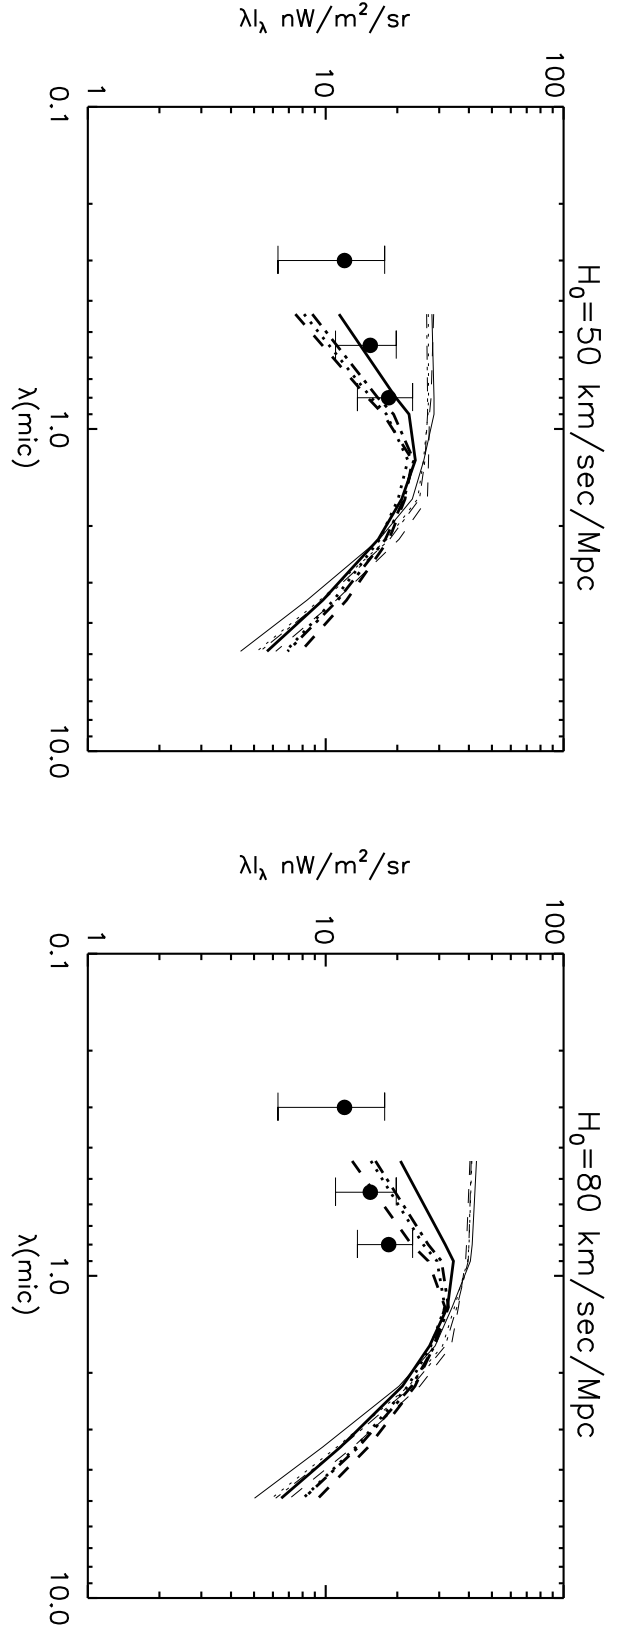 H₀=50 km/sec/Mpc
λI_λ nW/m²/sr
100
10
1
0.1
1.0
10.0
λ(mic)
H₀=80 km/sec/Mpc
λI_λ nW/m²/sr
100
10
1
0.1
1.0
10.0
λ(mic)